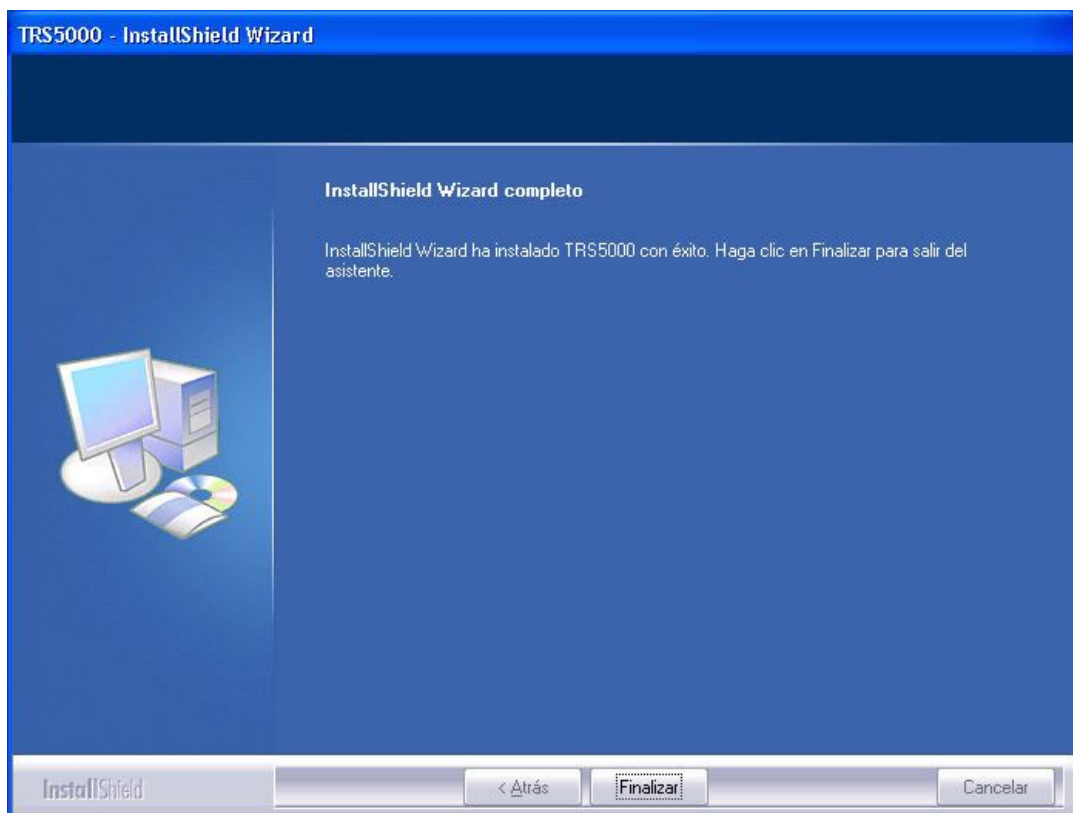 TRS5000 - InstallShield Wizard
InstallShield Wizard completo
InstallShield Wizard ha instalado TRS5000 con éxito. Haga clic en Finalizar para salir del
asistente.
InstallShield
< Atrás
Finalizar
Cancelar